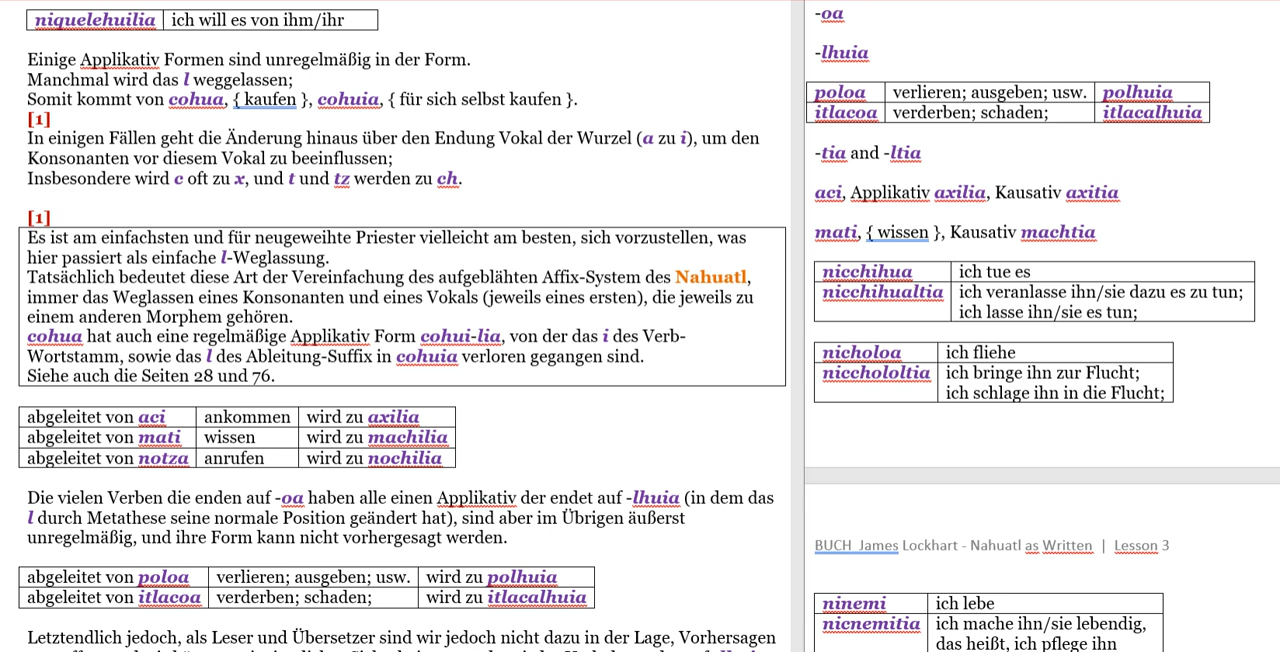 niquelehuilia ich will es von ihm/ihr
Einige Applikativ Formen sind unregelmäßig in der Form.
Manchmal wird das l weggelassen;
Somit kommt von cohua, { kaufen }, cohuia, { für sich selbst kaufen }.
[1]
In einigen Fällen geht die Änderung hinaus über den Endung Vokal der Wurzel (a zu i), um den
Konsonanten vor diesem Vokal zu beeinflussen;
Insbesondere wird c oft zu x, und t und tz werden zu ch.
[1]
Es ist am einfachsten und für neugeweihte Priester vielleicht am besten, sich vorzustellen, was
hier passiert als einfache l-Weglassung.
Tatsächlich bedeutet diese Art der Vereinfachung des aufgeblähten Affix-System des Nahuatl,
immer das Weglassen eines Konsonanten und eines Vokals (jeweils eines ersten), die jeweils zu
einem anderen Morphem gehören.
cohua hat auch eine regelmäßige Applikativ Form cohui-lia, von der das i des Verb-
Wortstamm, sowie das l des Ableitung-Suffix in cohuia verloren gegangen sind.
Siehe auch die Seiten 28 und 76.
abgeleitet von aci ankommen wird zu axilia
abgeleitet von mati wissen wird zu machilia
abgeleitet von notza anrufen wird zu nochilia
Die vielen Verben die enden auf -oa haben alle einen Applikativ der endet auf -lhuia (in dem das
l durch Metathese seine normale Position geändert hat), sind aber im Übrigen äußerst
unregelmäßig, und ihre Form kann nicht vorhergesagt werden.
abgeleitet von poloa verlieren; ausgeben; usw. wird zu polhuia
abgeleitet von itlacoa verderben; schaden; wird zu itlacalhuia
Letztendlich jedoch, als Leser und Übersetzer sind wir jedoch nicht dazu in der Lage, Vorhersagen
-oa
-lhuia
poloa verlieren; ausgeben; usw. polhuia
itlacoa verderben; schaden; itlacalhuia
-tia and -ltia
aci, Applikativ axilia, Kausativ axitia
mati, { wissen }, Kausativ machtia
nicchihua ich tue es
nicchihualtia ich veranlasse ihn/sie dazu es zu tun;
ich lasse ihn/sie es tun;
nicholoa ich fliehe
nicchololtia ich bringe ihn zur Flucht;
ich schlage ihn in die Flucht;
BUCH James Lockhart - Nahuatl as Written | Lesson 3
ninemi ich lebe
nicnemitia ich mache ihn/sie lebendig,
das heißt, ich pflege ihn